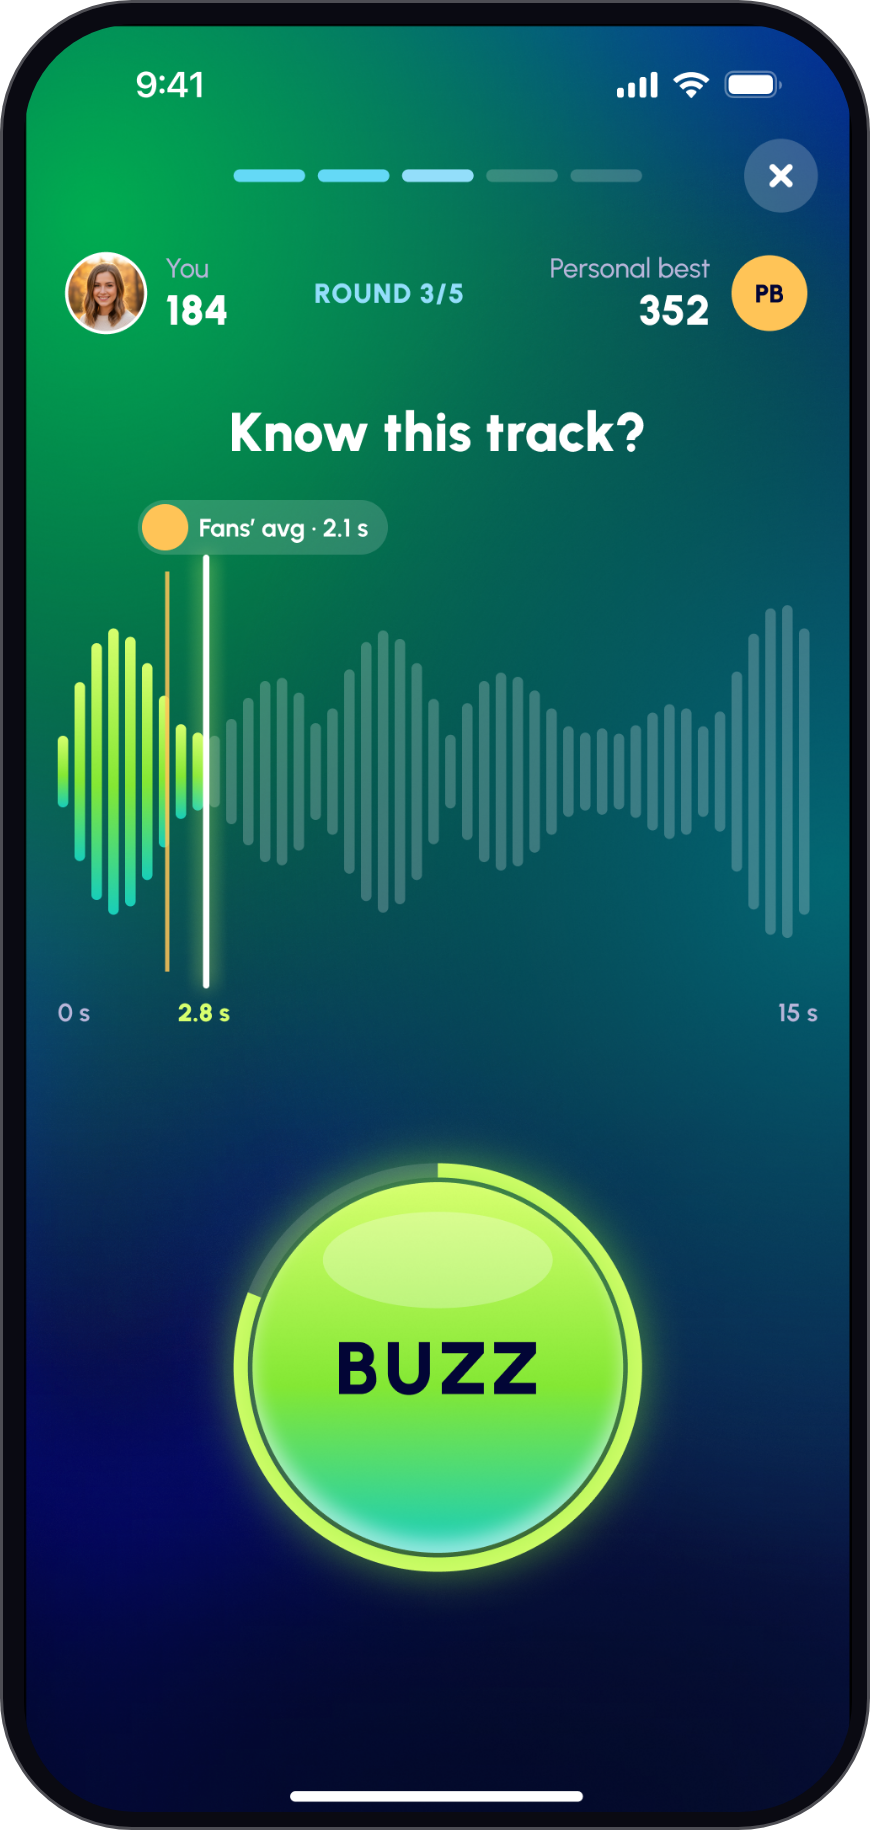 9:41
You
184
ROUND 3/5
Personal best
352
PB
Know this track?
Fans’ avg · 2.1 s
0 s
2.8 s
15 s
BUZZ